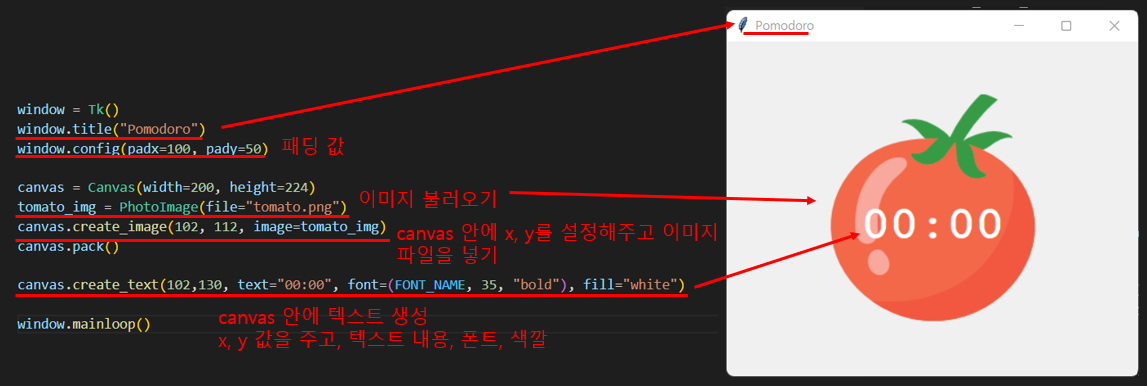 Pomodoro
window = Tk()
window.title("Pomodoro")
window.config(padx=100, pady=50)
패딩 값
canvas = Canvas(width=200, height=224)
tomato_img = PhotoImage(file="tomato.png")
이미지 불러오기
canvas.create_image(102, 112, image=tomato_img)
canvas 안에 x, y를 설정해주고 이미지
파일을 넣기
canvas.pack()
00:00
canvas.create_text(102,130, text="00:00", font=(FONT_NAME, 35, "bold"), fill="white")
canvas 안에 텍스트 생성
x, y 값을 주고, 텍스트 내용, 폰트, 색깔
window.mainloop()